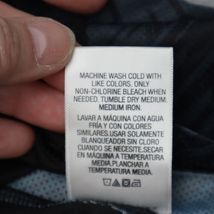 MACHINE WASH COLD WITH
LIKE COLORS. ONLY
NON-CHLORINE BLEACH WHEN
NEEDED. TUMBLE DRY MEDIUM.
MEDIUM IRON.
LAVAR A MÁQUINA CON AGUA
FRÍA Y CON COLORES
SIMILARES.USAR SOLAMENTE
BLANQUEADOR SIN CLORO
CUANDO SE NECESITE.SECAR
EN MÁQUINA A TEMPERATURA
MEDIA.PLANCHAR A
TEMPERATURA MEDIA.